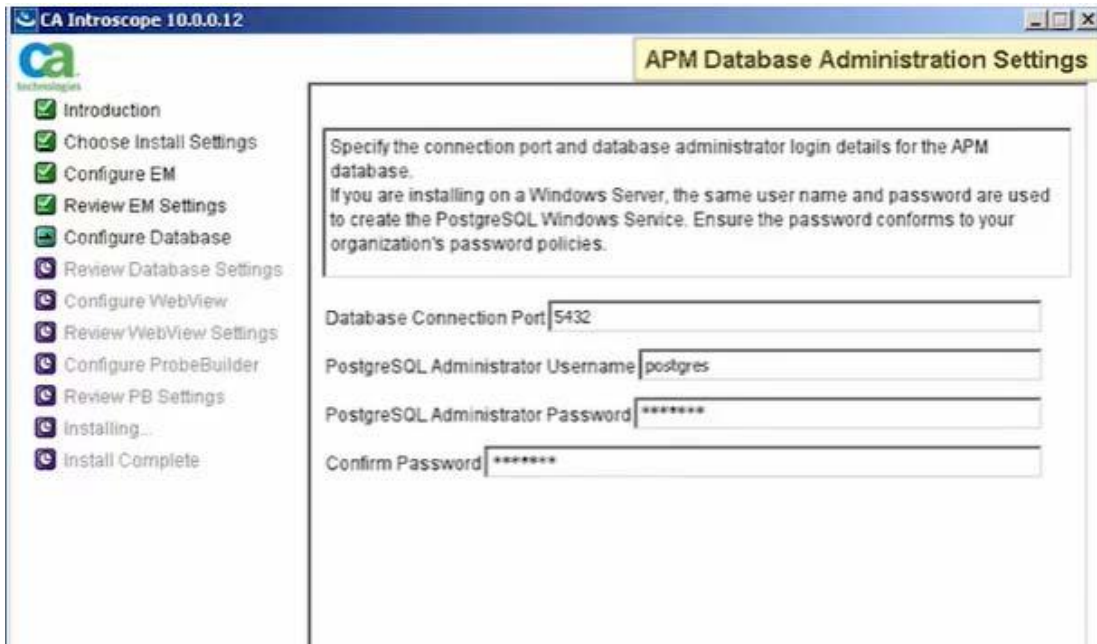 CA Introscope 10.0.0.12
ca
technologies
APM Database Administration Settings
Introduction
Choose Install Settings
Configure EM
Review EM Settings
Configure Database
Review Database Settings
Configure WebView
Review WebView Settings
Configure ProbeBuilder
Review PB Settings
Installing...
Install Complete
Specify the connection port and database administrator login details for the APM
database.
If you are installing on a Windows Server, the same user name and password are used
to create the PostgreSQL Windows Service. Ensure the password conforms to your
organization's password policies.
Database Connection Port 5432
PostgreSQL Administrator Username postgres
PostgreSQL Administrator Password *******
Confirm Password *******